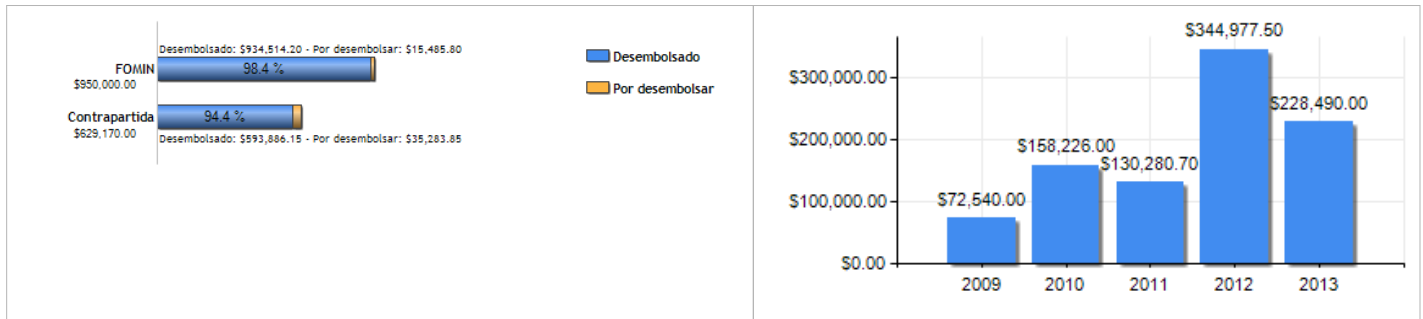 Desembolsado: $934,514.20 - Por desembolsar: $15,485.80
FOMIN
98.4 %
$950,000.00
Contrapartida
94.4 %
$629,170.00
Desembolsado: $593,886.15 - Por desembolsar: $35,283.85
Desembolsado
Por desembolsar
$344,977.50
$300,000.00
$228,490.00
$200,000.00
$158,226.00
$130,280.70
$100,000.00
$72,540.00
$0.00
2009 2010 2011 2012 2013